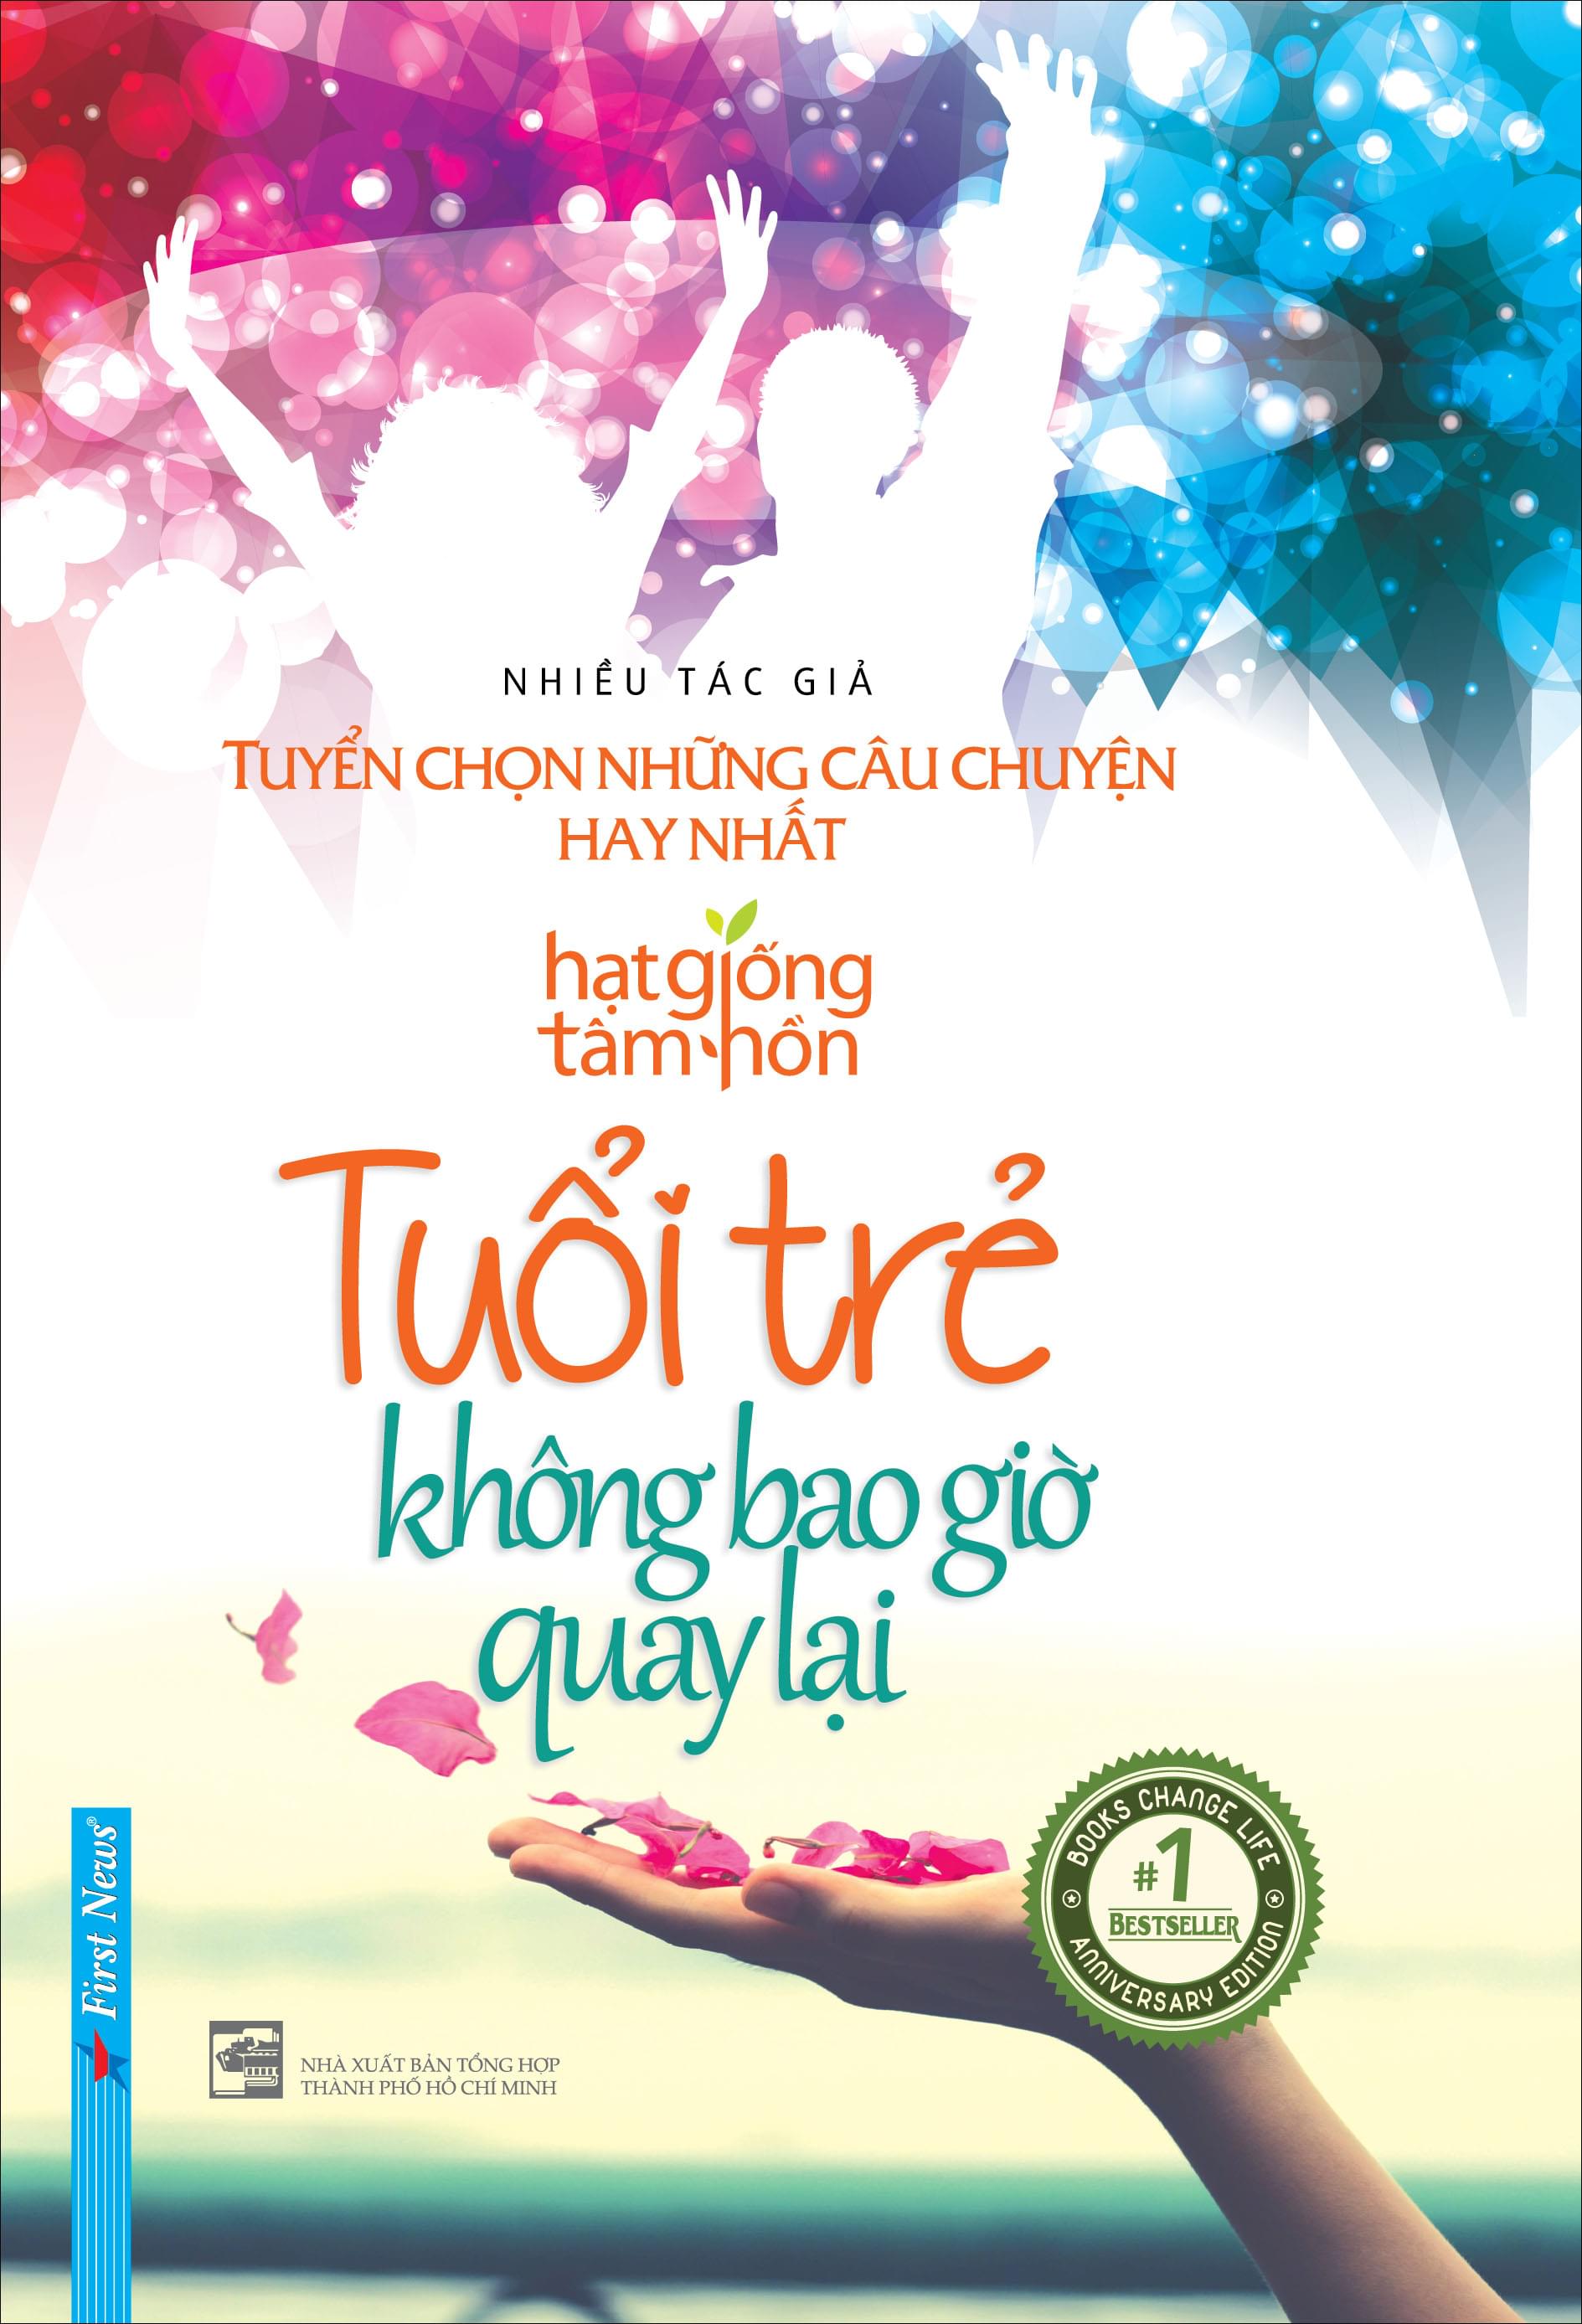 NHIỀU TÁC GIẢ
TUYỂN CHỌN NHỮNG CÂU CHUYỆN
HAY NHẤT
hạt giống
tâm hồn
Tuổi trẻ
không bao giờ
quay lại
BOOKS CHANGE LIFE
#1
BESTSELLER
ANNIVERSARY EDITION
First News®
NHÀ XUẤT BẢN TỔNG HỢP
THÀNH PHỐ HỒ CHÍ MINH